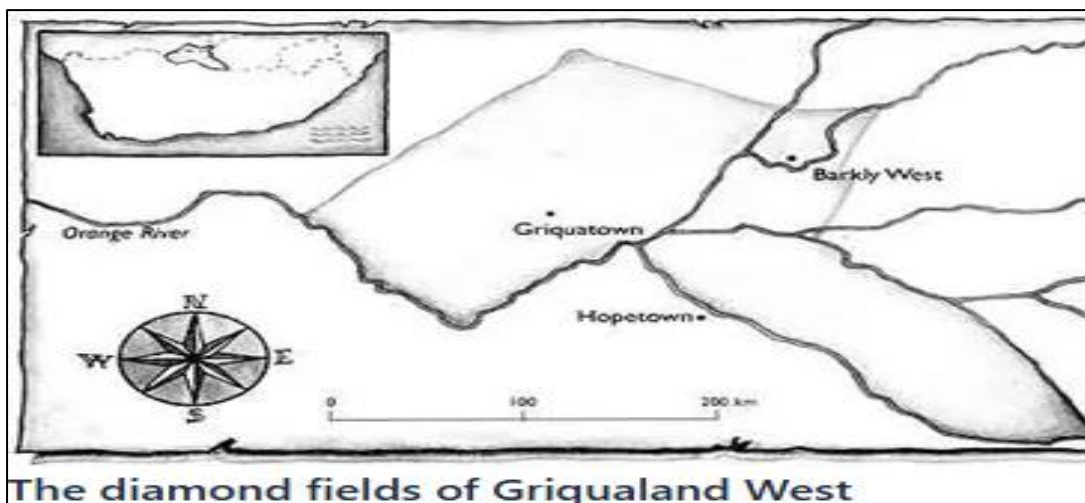 Orange River
Griquatown
Barkly West
Hopetown
N
W
E
S
0 100 200 km
The diamond fields of Griqualand West